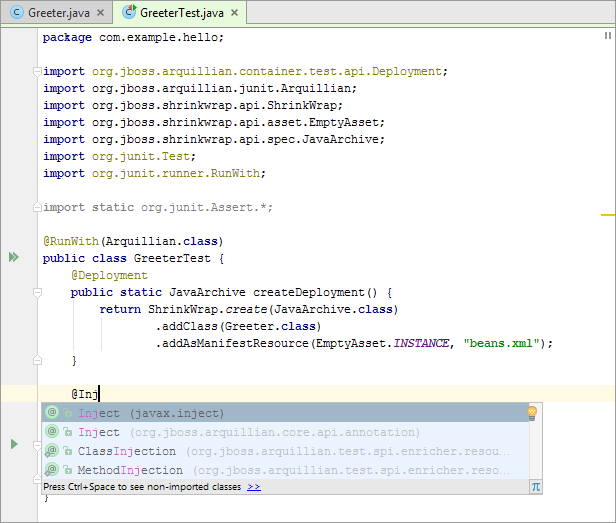 Greeter.java × GreeterTest.java ×
package com.example.hello;
import org.jboss.arquillian.container.test.api.Deployment;
import org.jboss.arquillian.junit.Arquillian;
import org.jboss.shrinkwrap.api.ShrinkWrap;
import org.jboss.shrinkwrap.api.asset.EmptyAsset;
import org.jboss.shrinkwrap.api.spec.JavaArchive;
import org.junit.Test;
import org.junit.runner.RunWith;
import static org.junit.Assert.*;
@RunWith(Arquillian.class)
public class GreeterTest {
@Deployment
public static JavaArchive createDeployment() {
return ShrinkWrap.create(JavaArchive.class)
.addClass(Greeter.class)
.addAsManifestResource(EmptyAsset.INSTANCE, "beans.xml");
}
@Inj
@ Inject (javax.inject)
@ Inject (org.jboss.arquillian.core.api.annotation)
@ ClassInjection (org.jboss.arquillian.test.spi.enricher.resou...
@ MethodInjection (org.jboss.arquillian.test.spi.enricher.reso...
Press Ctrl+Space to see non-imported classes >> π
}